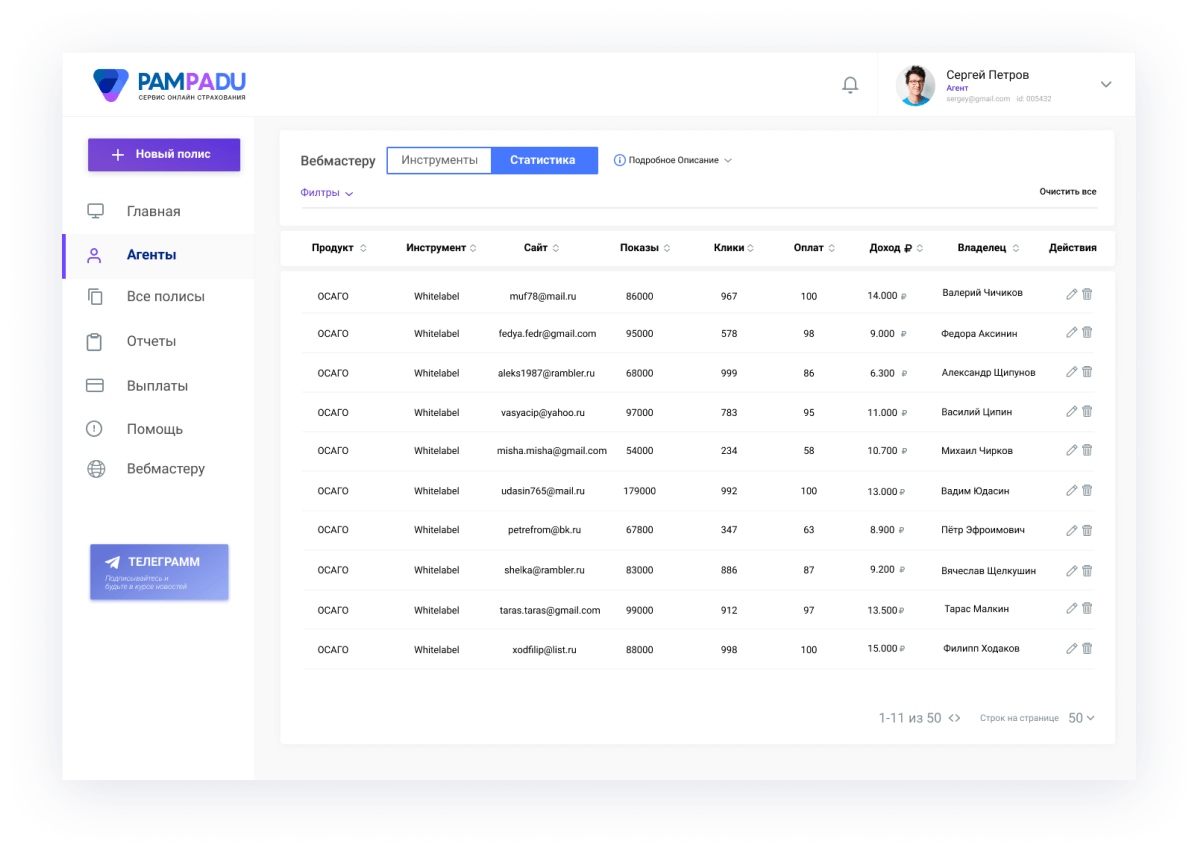 PAMPADU
СЕРВИС ОНЛАЙН СТРАХОВАНИЯ
Сергей Петров
Агент
sergey@gmail.com id: 005432
Новый полис
Главная
Агенты
Все полисы
Отчеты
Выплаты
Помощь
Вебмастеру
ТЕЛЕГРАММ
Подписывайтесь и
будьте в курсе новостей
Вебмастеру Инструменты Статистика Подробное Описание
Фильтры Очистить все
Продукт Инструмент Сайт Показы Клики Оплат Доход ₽ Владелец Действия
ОСАГО Whitelabel muf78@mail.ru 86000 967 100 14.000 ₽ Валерий Чичиков
ОСАГО Whitelabel fedya.fedr@gmail.com 95000 578 98 9.000 ₽ Федора Аксинин
ОСАГО Whitelabel aleks1987@rambler.ru 68000 999 86 6.300 ₽ Александр Щипунов
ОСАГО Whitelabel vasyacip@yahoo.ru 97000 783 95 11.000 ₽ Василий Ципин
ОСАГО Whitelabel misha.misha@gmail.com 54000 234 58 10.700 ₽ Михаил Чирков
ОСАГО Whitelabel udasin765@mail.ru 179000 992 100 13.000 ₽ Вадим Юдасин
ОСАГО Whitelabel petrefrom@bk.ru 67800 347 63 8.900 ₽ Пётр Эфроимович
ОСАГО Whitelabel shelka@rambler.ru 83000 886 87 9.200 ₽ Вячеслав Щелкушин
ОСАГО Whitelabel taras.taras@gmail.com 99000 912 97 13.500 ₽ Тарас Малкин
ОСАГО Whitelabel xodfilip@list.ru 88000 998 100 15.000 ₽ Филипп Ходаков
1-11 из 50 <> Строк на странице 50